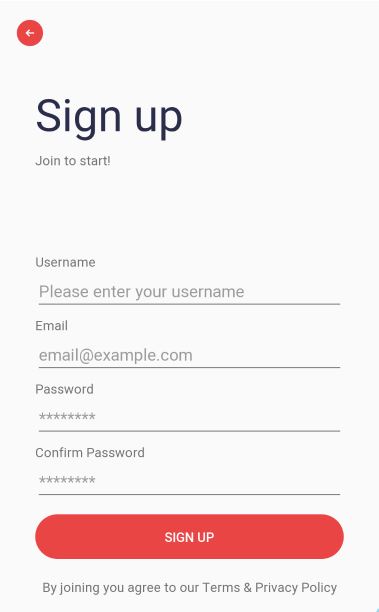 Sign up
Join to start!
Username
Please enter your username
Email
email@example.com
Password
********
Confirm Password
********
SIGN UP
By joining you agree to our Terms & Privacy Policy